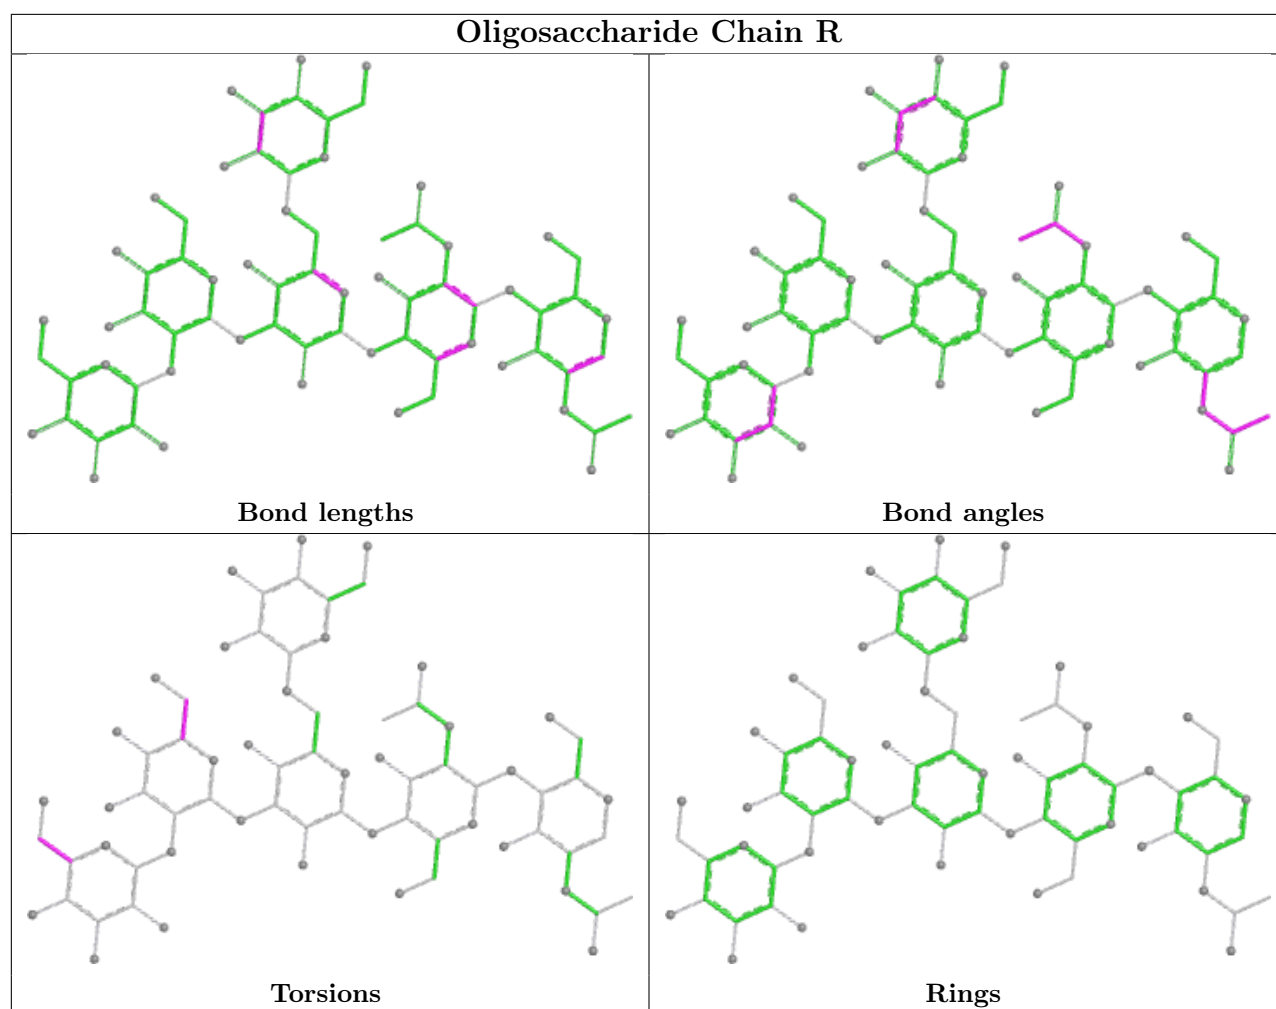 Oligosaccharide Chain R
Bond lengths
Bond angles
Torsions
Rings